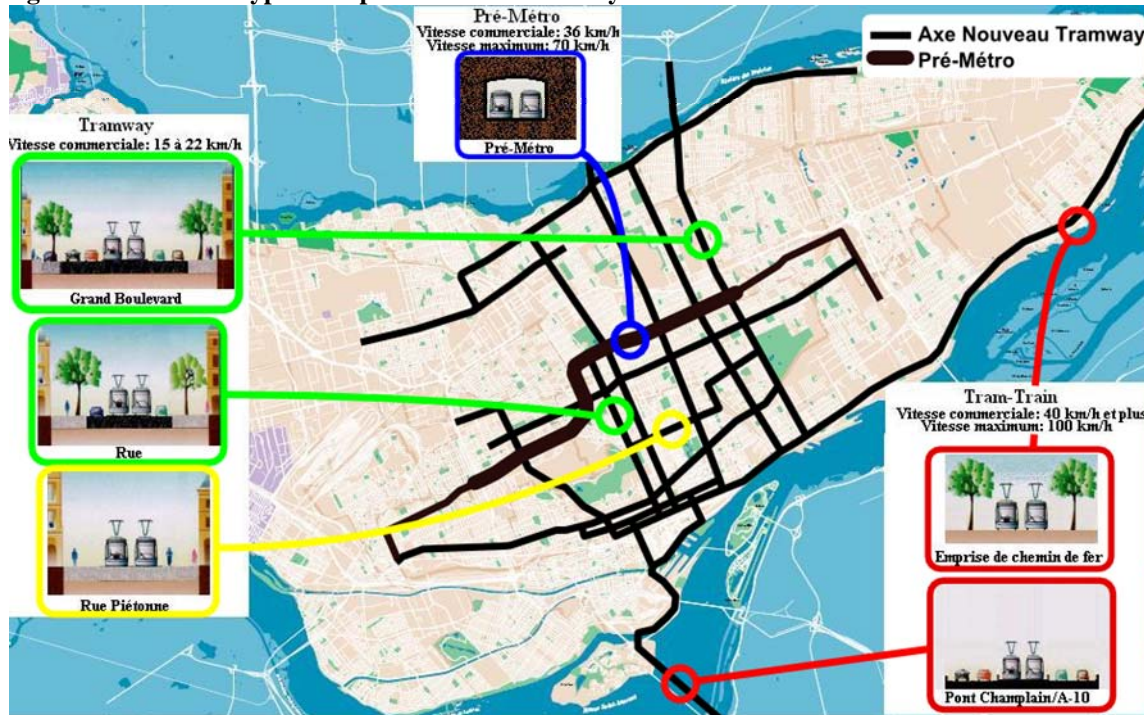 Pré-Métro
Vitesse commerciale: 36 km/h
Vitesse maximum: 70 km/h
Pré-Métro
Axe Nouveau Tramway
Pré-Métro
Tramway
Vitesse commerciale: 15 à 22 km/h
Grand Boulevard
Rue
Rue Piétonne
Tram-Train
Vitesse commerciale: 40 km/h et plus
Vitesse maximum: 100 km/h
Emprise de chemin de fer
Pont Champlain/A-10